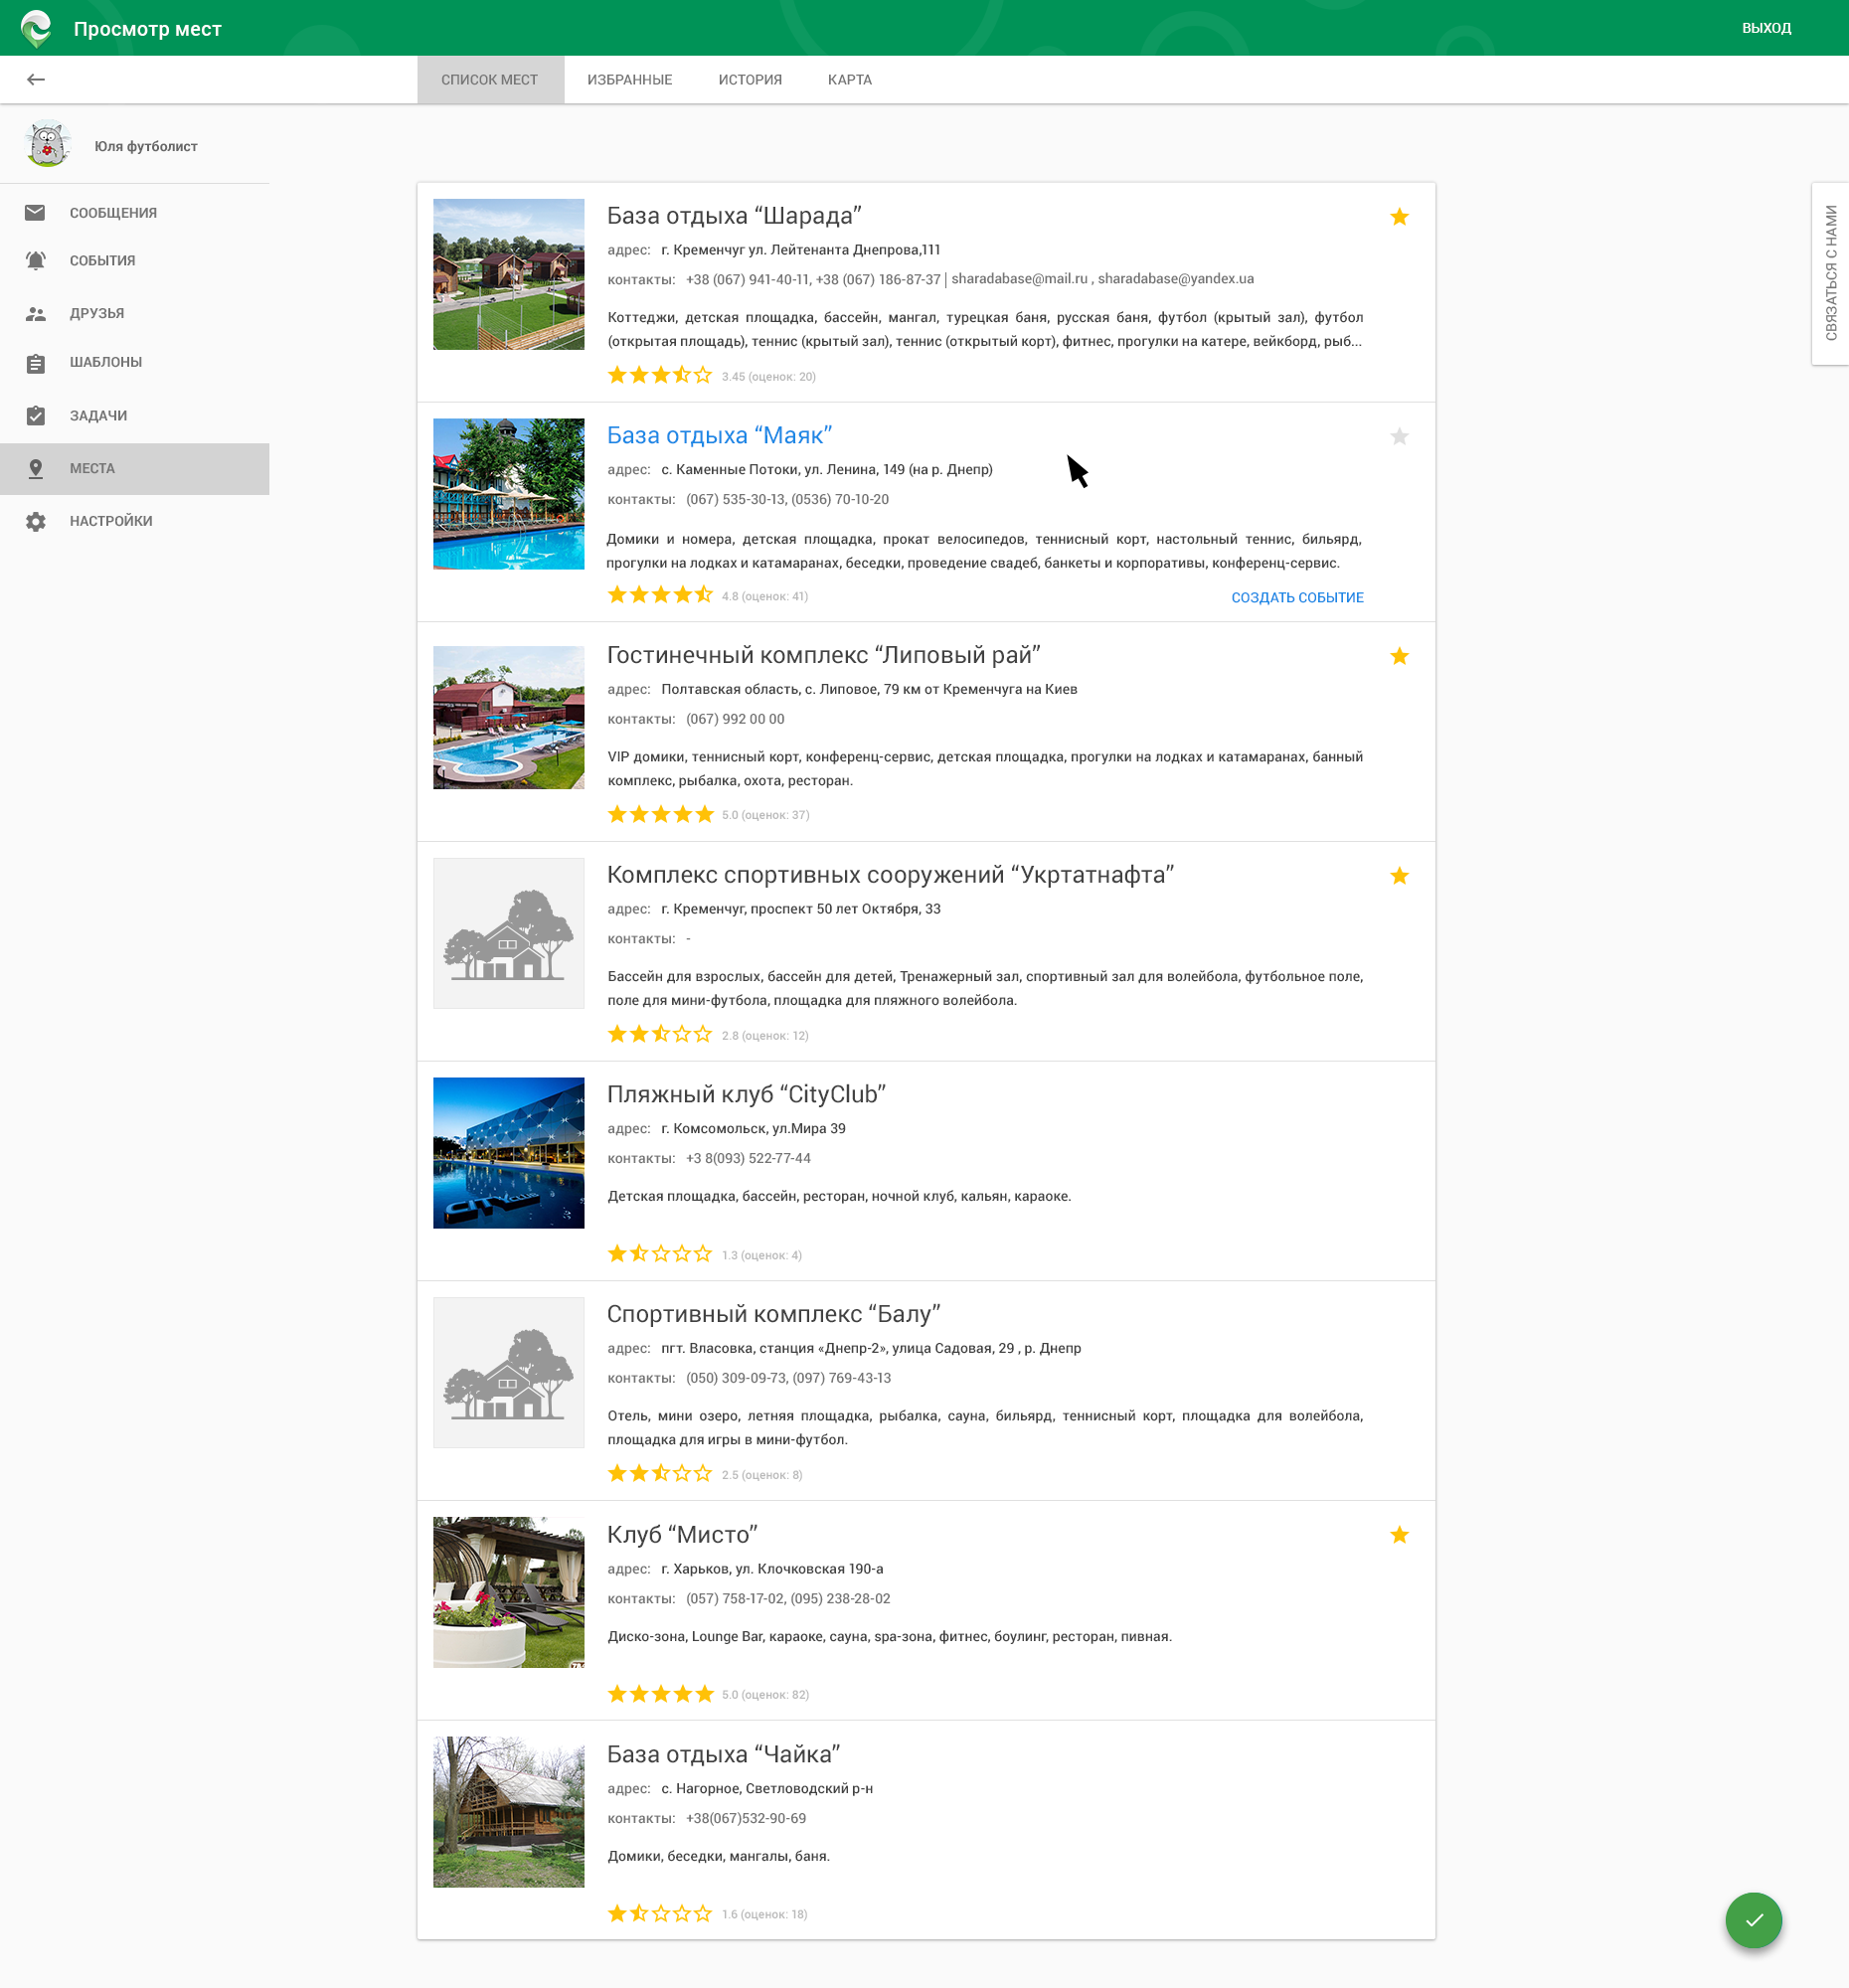 Просмотр мест
ВЫХОД
СПИСОК МЕСТ
ИЗБРАННЫЕ
ИСТОРИЯ
КАРТА
Юля футболист
СООБЩЕНИЯ
СОБЫТИЯ
ДРУЗЬЯ
ШАБЛОНЫ
ЗАДАЧИ
МЕСТА
НАСТРОЙКИ
СВЯЗАТЬСЯ С НАМИ
База отдыха “Шарада”
адрес: г. Кременчуг ул. Лейтенанта Днепрова,111
контакты: +38 (067) 941-40-11, +38 (067) 186-87-37 | sharadabase@mail.ru , sharadabase@yandex.ua
Коттеджи, детская площадка, бассейн, мангал, турецкая баня, русская баня, футбол (крытый зал), футбол
(открытая площадь), теннис (крытый зал), теннис (открытый корт), фитнес, прогулки на катере, вейкборд, рыб...
3.45 (оценок: 20)
База отдыха “Маяк”
адрес: с. Каменные Потоки, ул. Ленина, 149 (на р. Днепр)
контакты: (067) 535-30-13, (0536) 70-10-20
Домики и номера, детская площадка, прокат велосипедов, теннисный корт, настольный теннис, бильярд,
прогулки на лодках и катамаранах, беседки, проведение свадеб, банкеты и корпоративы, конференц-сервис.
4.8 (оценок: 41)
СОЗДАТЬ СОБЫТИЕ
Гостинечный комплекс “Липовый рай”
адрес: Полтавская область, с. Липовое, 79 км от Кременчуга на Киев
контакты: (067) 992 00 00
VIP домики, теннисный корт, конференц-сервис, детская площадка, прогулки на лодках и катамаранах, банный
комплекс, рыбалка, охота, ресторан.
5.0 (оценок: 37)
Комплекс спортивных сооружений “Укртатнафта”
адрес: г. Кременчуг, проспект 50 лет Октября, 33
контакты: -
Бассейн для взрослых, бассейн для детей, Тренажерный зал, спортивный зал для волейбола, футбольное поле,
поле для мини-футбола, площадка для пляжного волейбола.
2.8 (оценок: 12)
Пляжный клуб “CityClub”
адрес: г. Комсомольск, ул.Мира 39
контакты: +3 8(093) 522-77-44
Детская площадка, бассейн, ресторан, ночной клуб, кальян, караоке.
1.3 (оценок: 4)
Спортивный комплекс “Балу”
адрес: пгт. Власовка, станция «Днепр-2», улица Садовая, 29 , р. Днепр
контакты: (050) 309-09-73, (097) 769-43-13
Отель, мини озеро, летняя площадка, рыбалка, сауна, бильярд, теннисный корт, площадка для волейбола,
площадка для игры в мини-футбол.
2.5 (оценок: 8)
Клуб “Мисто”
адрес: г. Харьков, ул. Клочковская 190-а
контакты: (057) 758-17-02, (095) 238-28-02
Диско-зона, Lounge Bar, караоке, сауна, spa-зона, фитнес, боулинг, ресторан, пивная.
5.0 (оценок: 82)
База отдыха “Чайка”
адрес: с. Нагорное, Светловодский р-н
контакты: +38(067)532-90-69
Домики, беседки, мангалы, баня.
1.6 (оценок: 18)